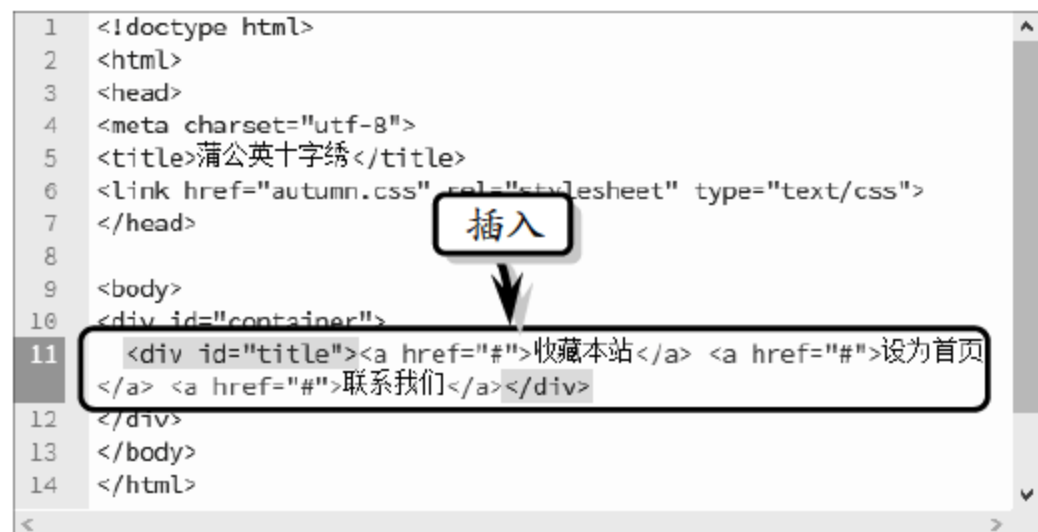 1 <!doctype html>
2 <html>
3 <head>
4 <meta charset="utf-8">
5 <title>蒲公英十字绣</title>
6 <link href="autumn.css" rel="stylesheet" type="text/css">
7 </head>
插入
8
9 <body>
10 <div id="container">
11 <div id="title"><a href="#">收藏本站</a> <a href="#">设为首页
</a> <a href="#">联系我们</a></div>
12 </div>
13 </body>
14 </html>